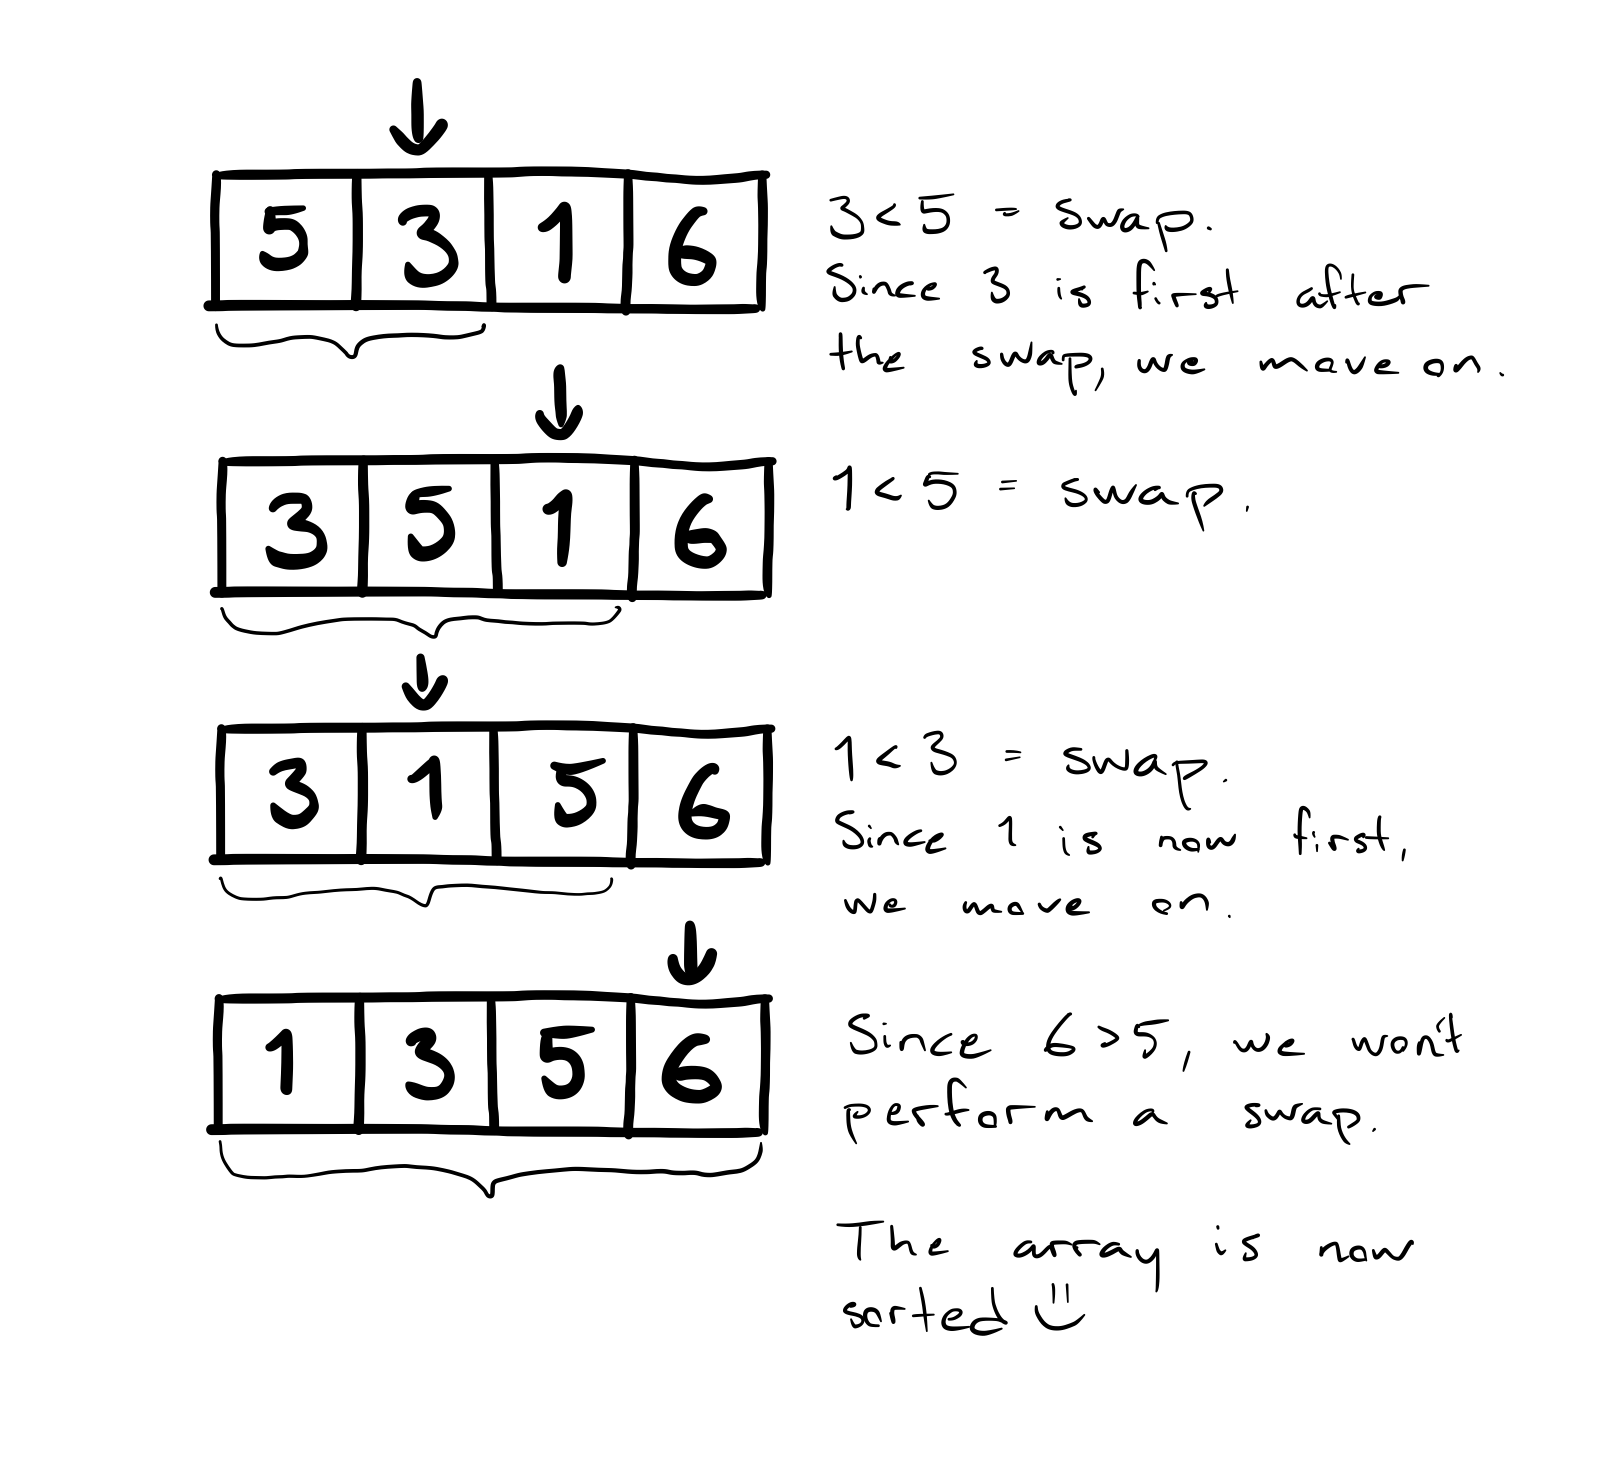 5 3 1 6
3 < 5 = swap.
Since 3 is first after
the swap, we move on.
3 5 1 6
1 < 5 = swap.
3 1 5 6
1 < 3 = swap.
Since 1 is now first,
we move on.
1 3 5 6
Since 6 > 5, we won't
perform a swap.
The array is now
sorted